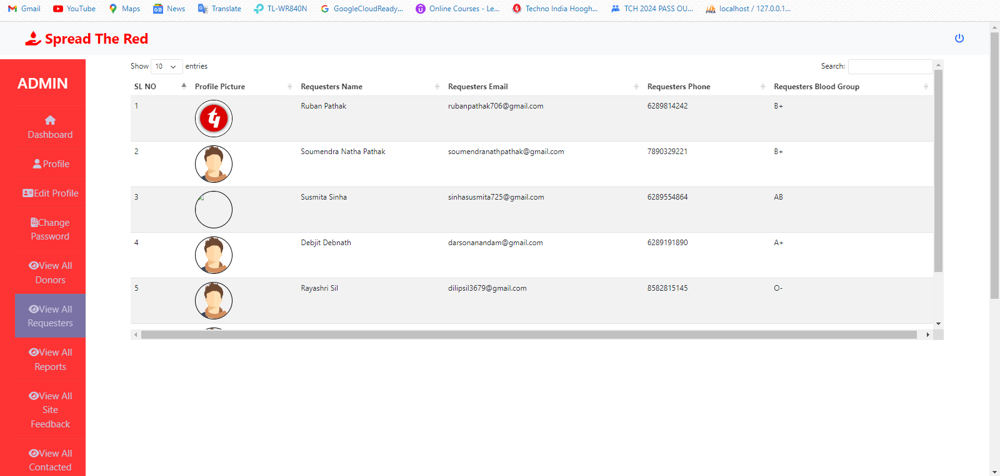 Gmail YouTube Maps News Translate TL-WR840N GoogleCloudReady... Online Courses - Le... Techno India Hoogh... TCH 2024 PASS OU... localhost / 127.0.0.1...
Spread The Red
ADMIN
Dashboard
Profile
Edit Profile
Change
Password
View All
Donors
View All
Requesters
View All
Reports
View All
Site
Feedback
View All
Contacted
Show 10 entries Search:
SL NO Profile Picture Requesters Name Requesters Email Requesters Phone Requesters Blood Group
1 Ruban Pathak rubanpathak706@gmail.com 6289814242 B+
2 Soumendra Natha Pathak soumendranathpathak@gmail.com 7890329221 B+
3 Susmita Sinha sinhasusmita725@gmail.com 6289554864 AB
4 Debjit Debnath darsonanandam@gmail.com 6289191890 A+
5 Rayashri Sil dilipsil3679@gmail.com 8582815145 O-